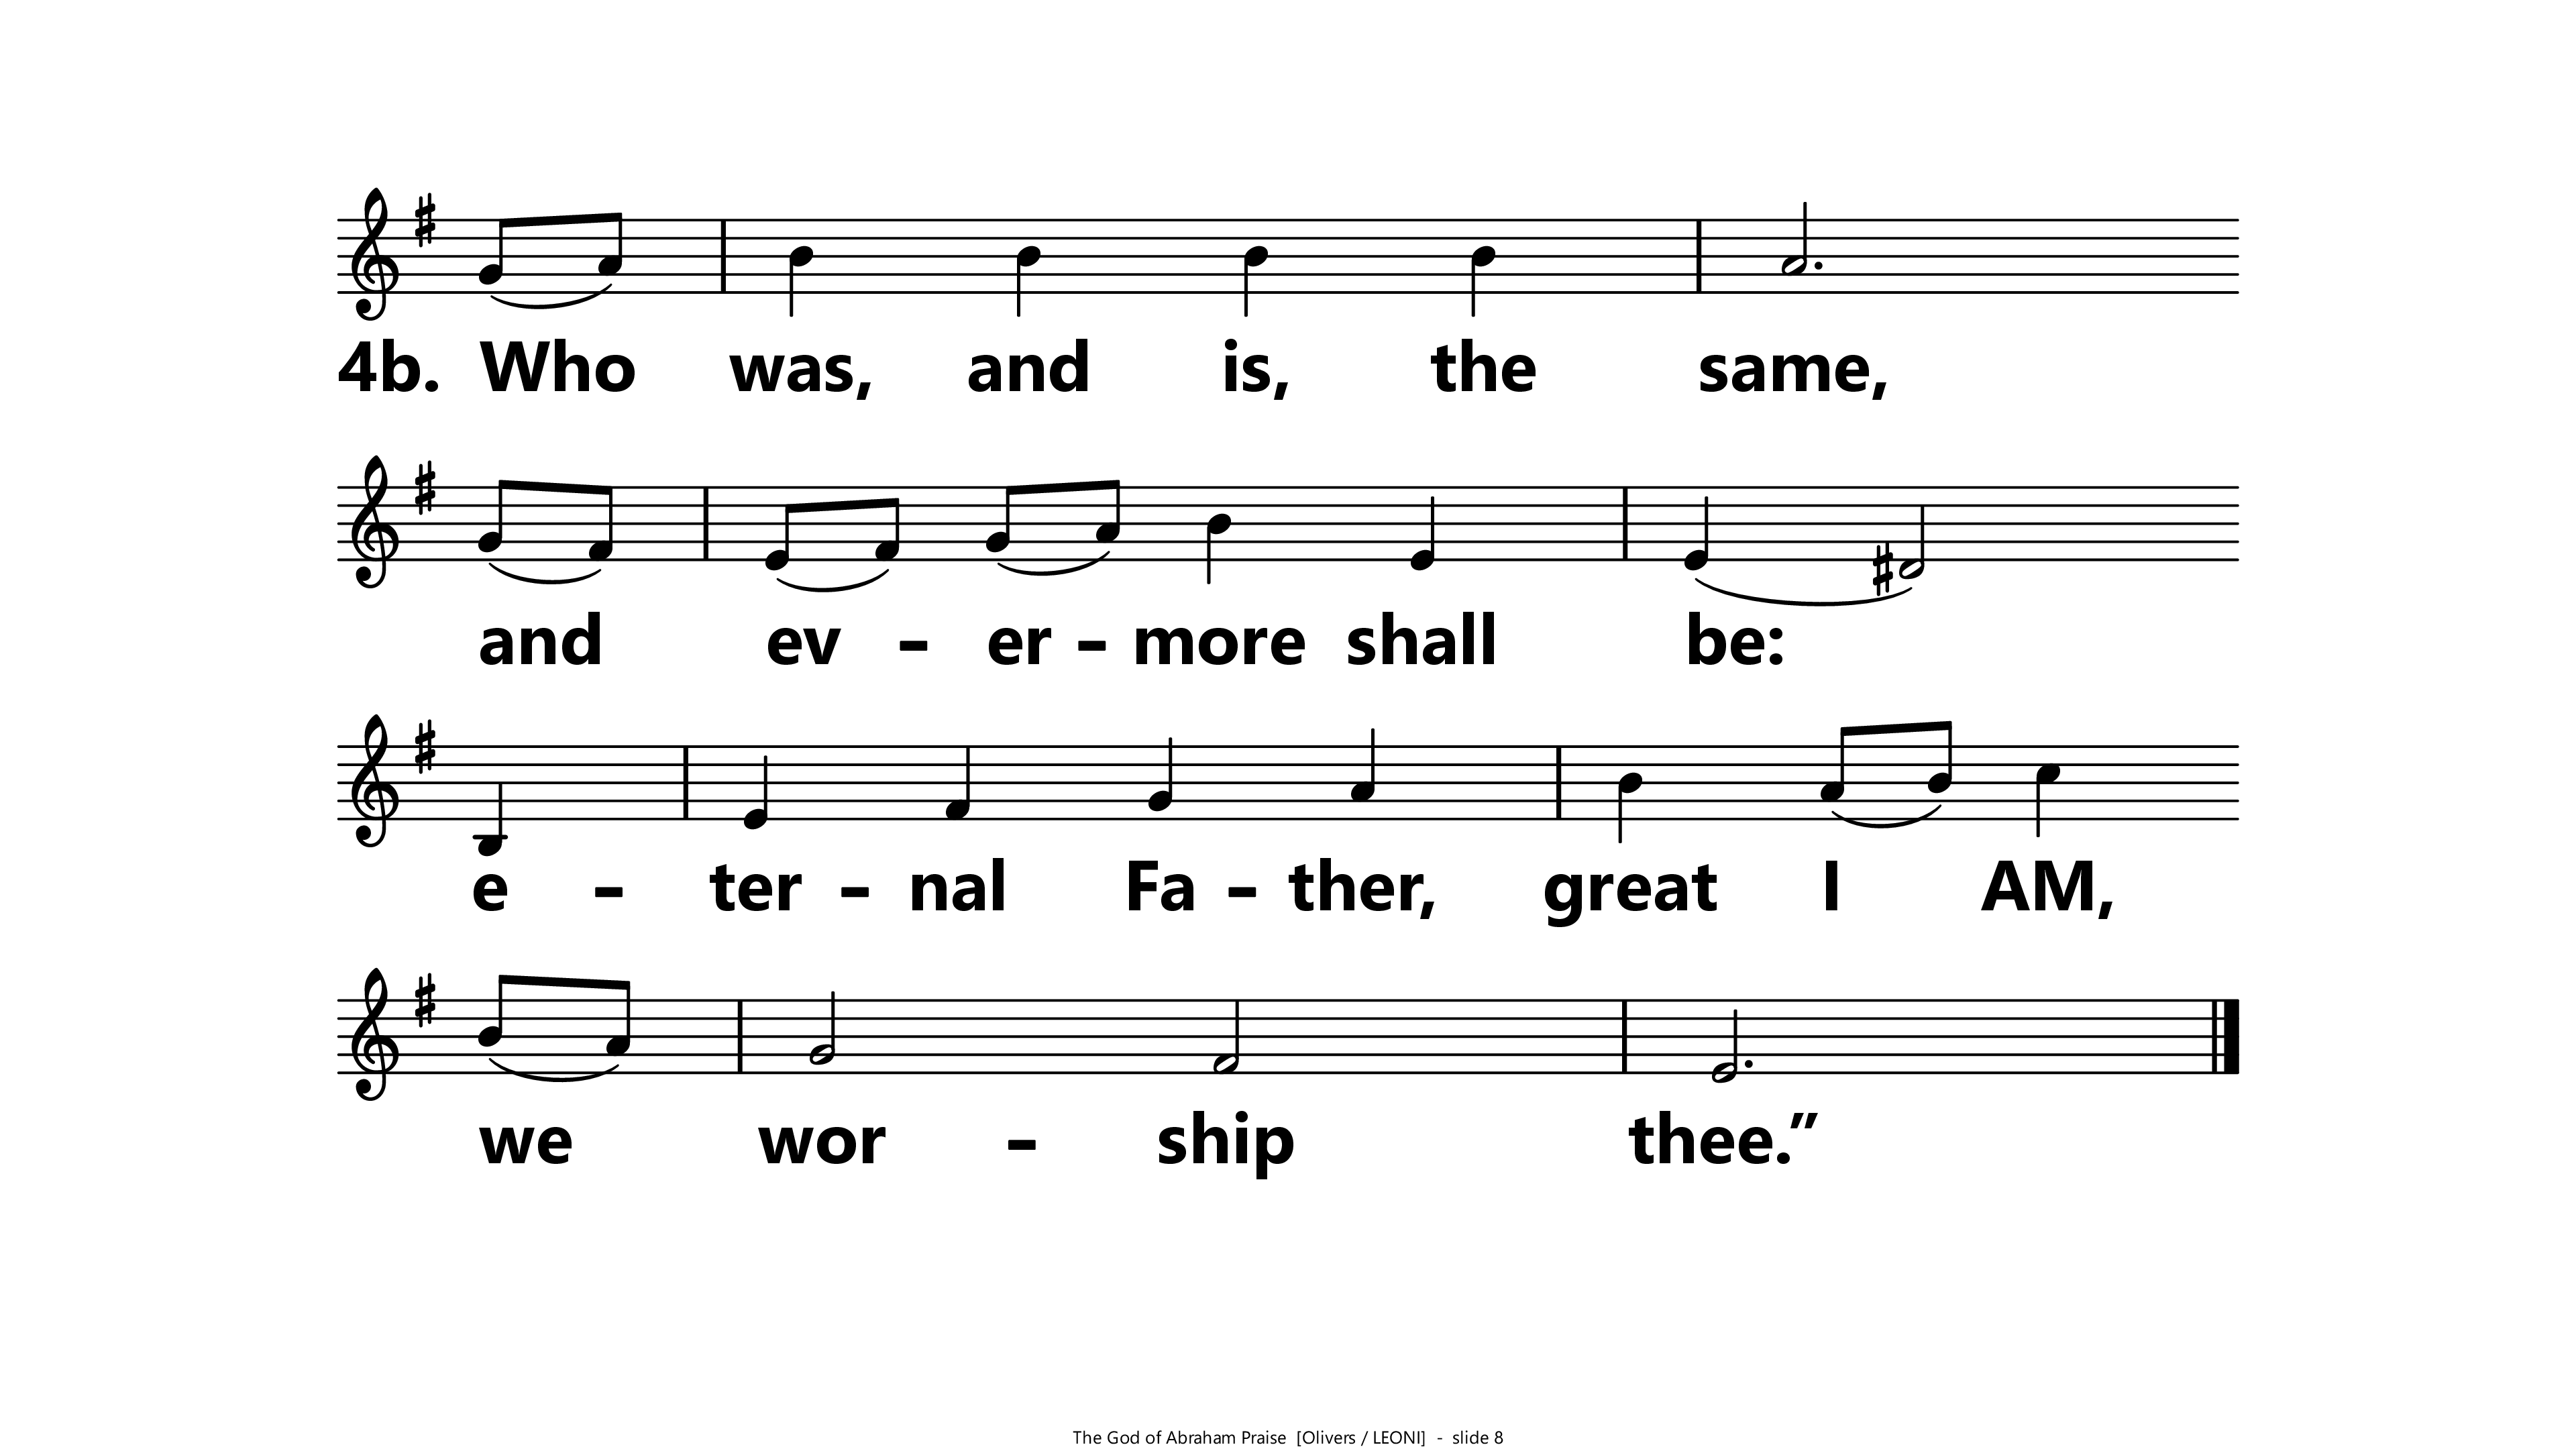 4b. Who was, and is, the same,
and ev - er - more shall be:
e - ter - nal Fa - ther, great I AM,
we wor - ship thee.”
The God of Abraham Praise [Olivers / LEONI] - slide 8